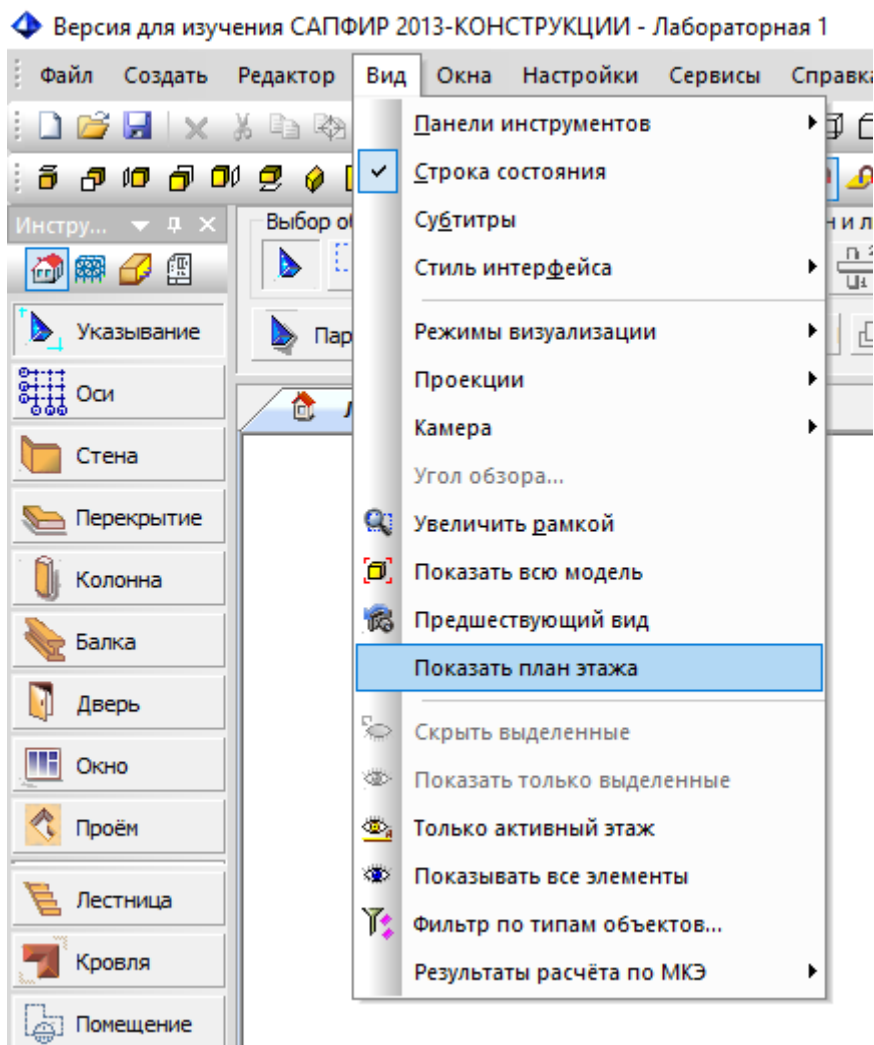 Версия для изучения САПФИР 2013-КОНСТРУКЦИИ - Лабораторная 1
Файл Создать Редактор Вид Окна Настройки Сервисы Справка
Инстру...
Выбор об
Указывание
Пар
Оси
Стена
Перекрытие
Колонна
Балка
Дверь
Окно
Проём
Лестница
Кровля
Помещение
Панели инструментов
Строка состояния
Субтитры
Стиль интерфейса
Режимы визуализации
Проекции
Камера
Угол обзора...
Увеличить рамкой
Показать всю модель
Предшествующий вид
Показать план этажа
Скрыть выделенные
Показать только выделенные
Только активный этаж
Показывать все элементы
Фильтр по типам объектов...
Результаты расчёта по МКЭ